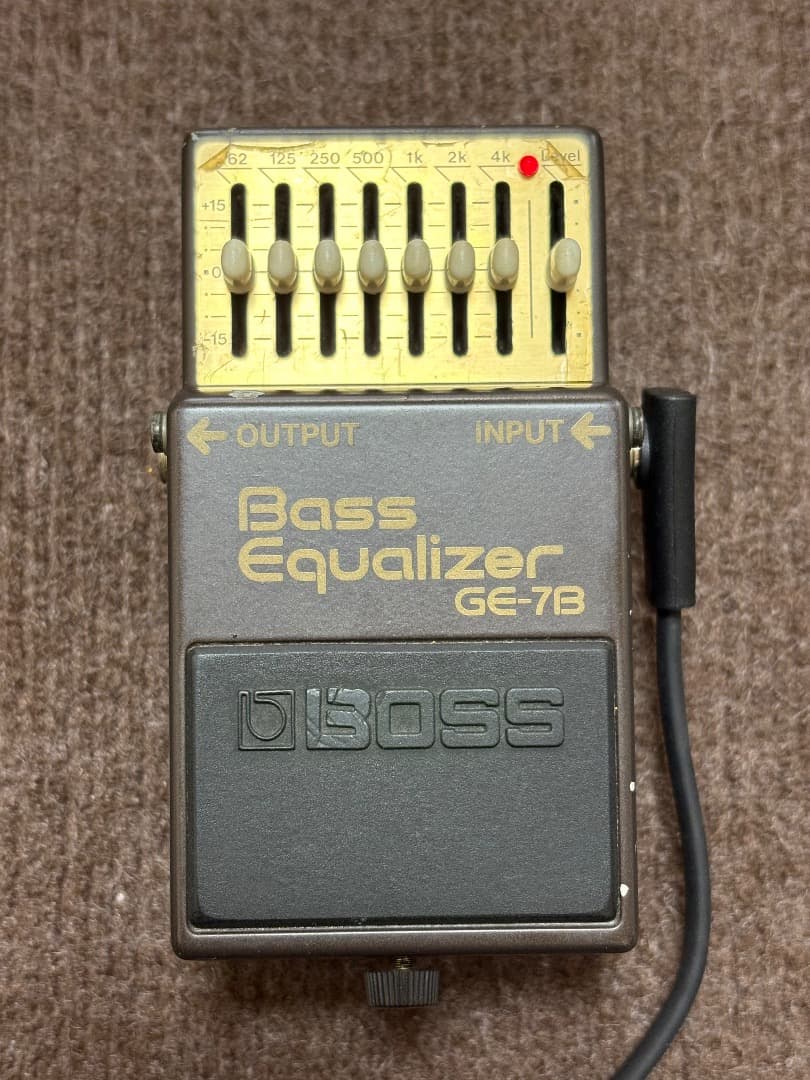 62 125 250 500 1k 2k 4k Level
+15
0
-15
OUTPUT INPUT
Bass
Equalizer
GE-7B
BOSS